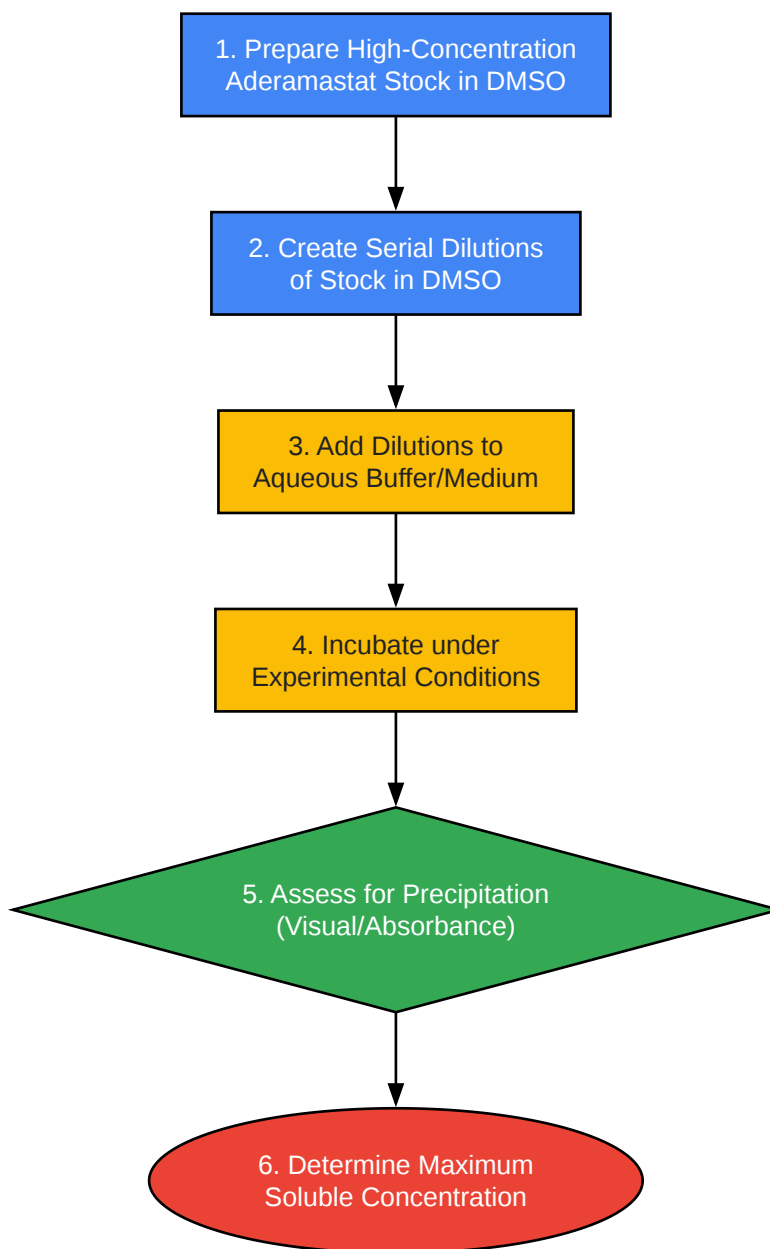 1. Prepare High-Concentration
Aderamastat Stock in DMSO
2. Create Serial Dilutions
of Stock in DMSO
3. Add Dilutions to
Aqueous Buffer/Medium
4. Incubate under
Experimental Conditions
5. Assess for Precipitation
(Visual/Absorbance)
6. Determine Maximum
Soluble Concentration